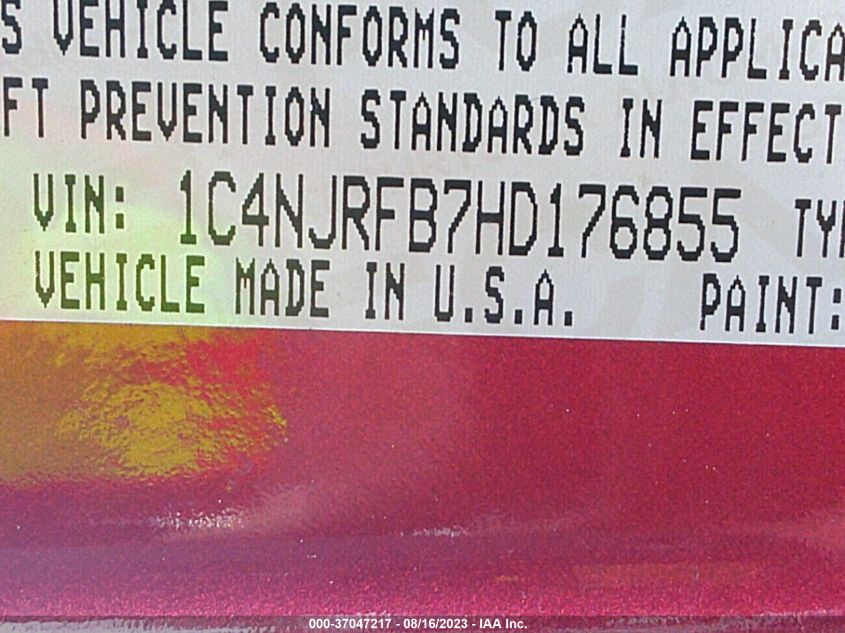 S VEHICLE CONFORMS TO ALL APPLICA
FT PREVENTION STANDARDS IN EFFECT
VIN: 1C4NJRFB7HD176855 TY
VEHICLE MADE IN U.S.A. PAINT:
000-37047217 - 08/16/2023 - IAA Inc.